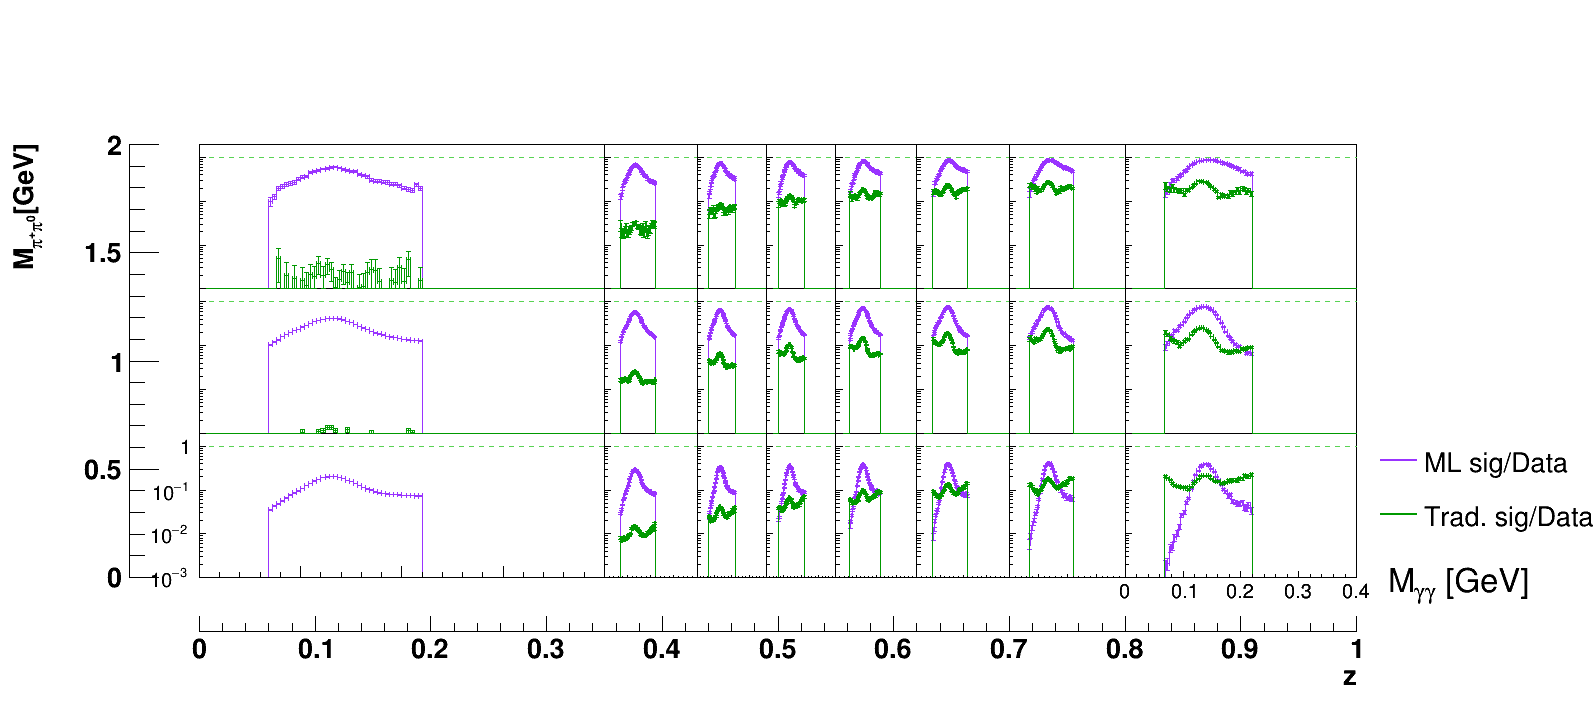 M_{π⁺π⁰}[GeV]
2
1.5
1
0.5
0
1
10⁻¹
10⁻²
10⁻³
0 0.1 0.2 0.3 0.4
M_{γγ} [GeV]
ML sig/Data
Trad. sig/Data
0 0.1 0.2 0.3 0.4 0.5 0.6 0.7 0.8 0.9 1
z